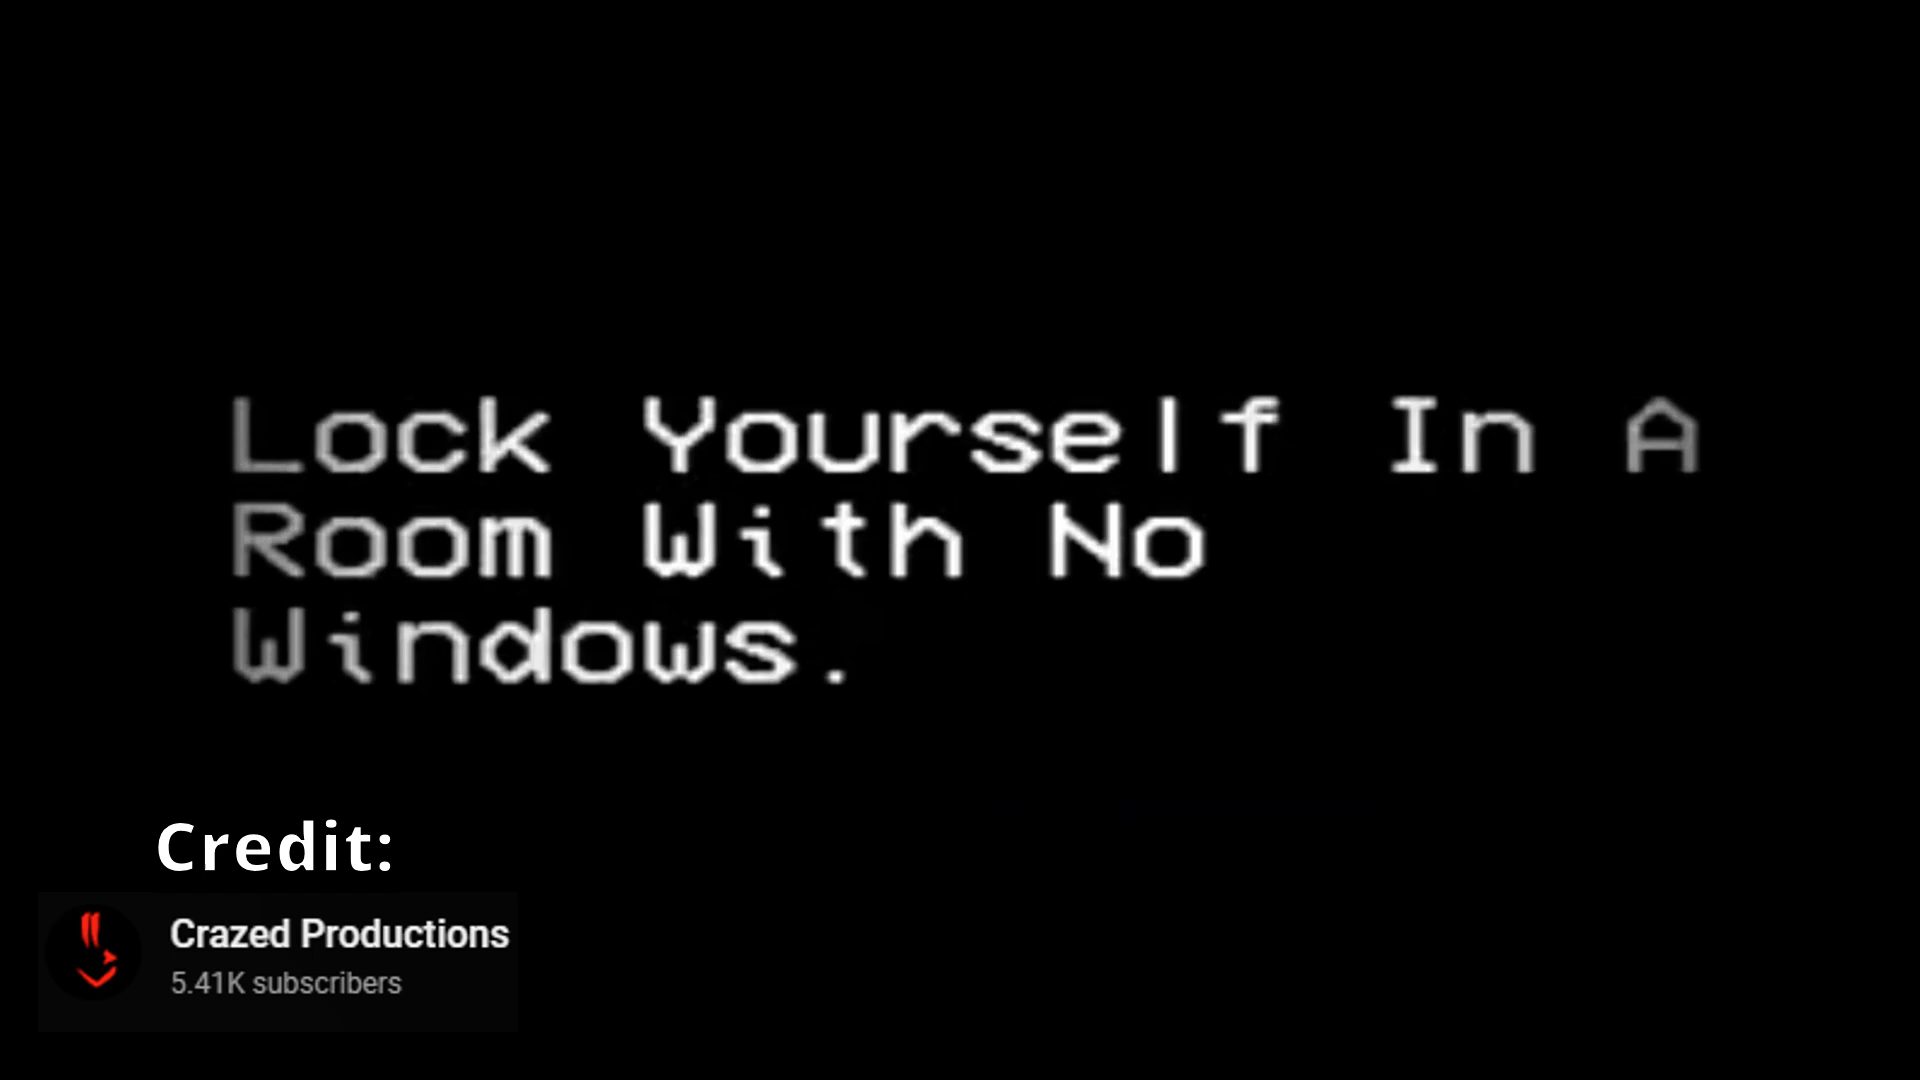 Lock Yourself In A
Room With No
Windows.
Credit:
Crazed Productions
5.41K subscribers